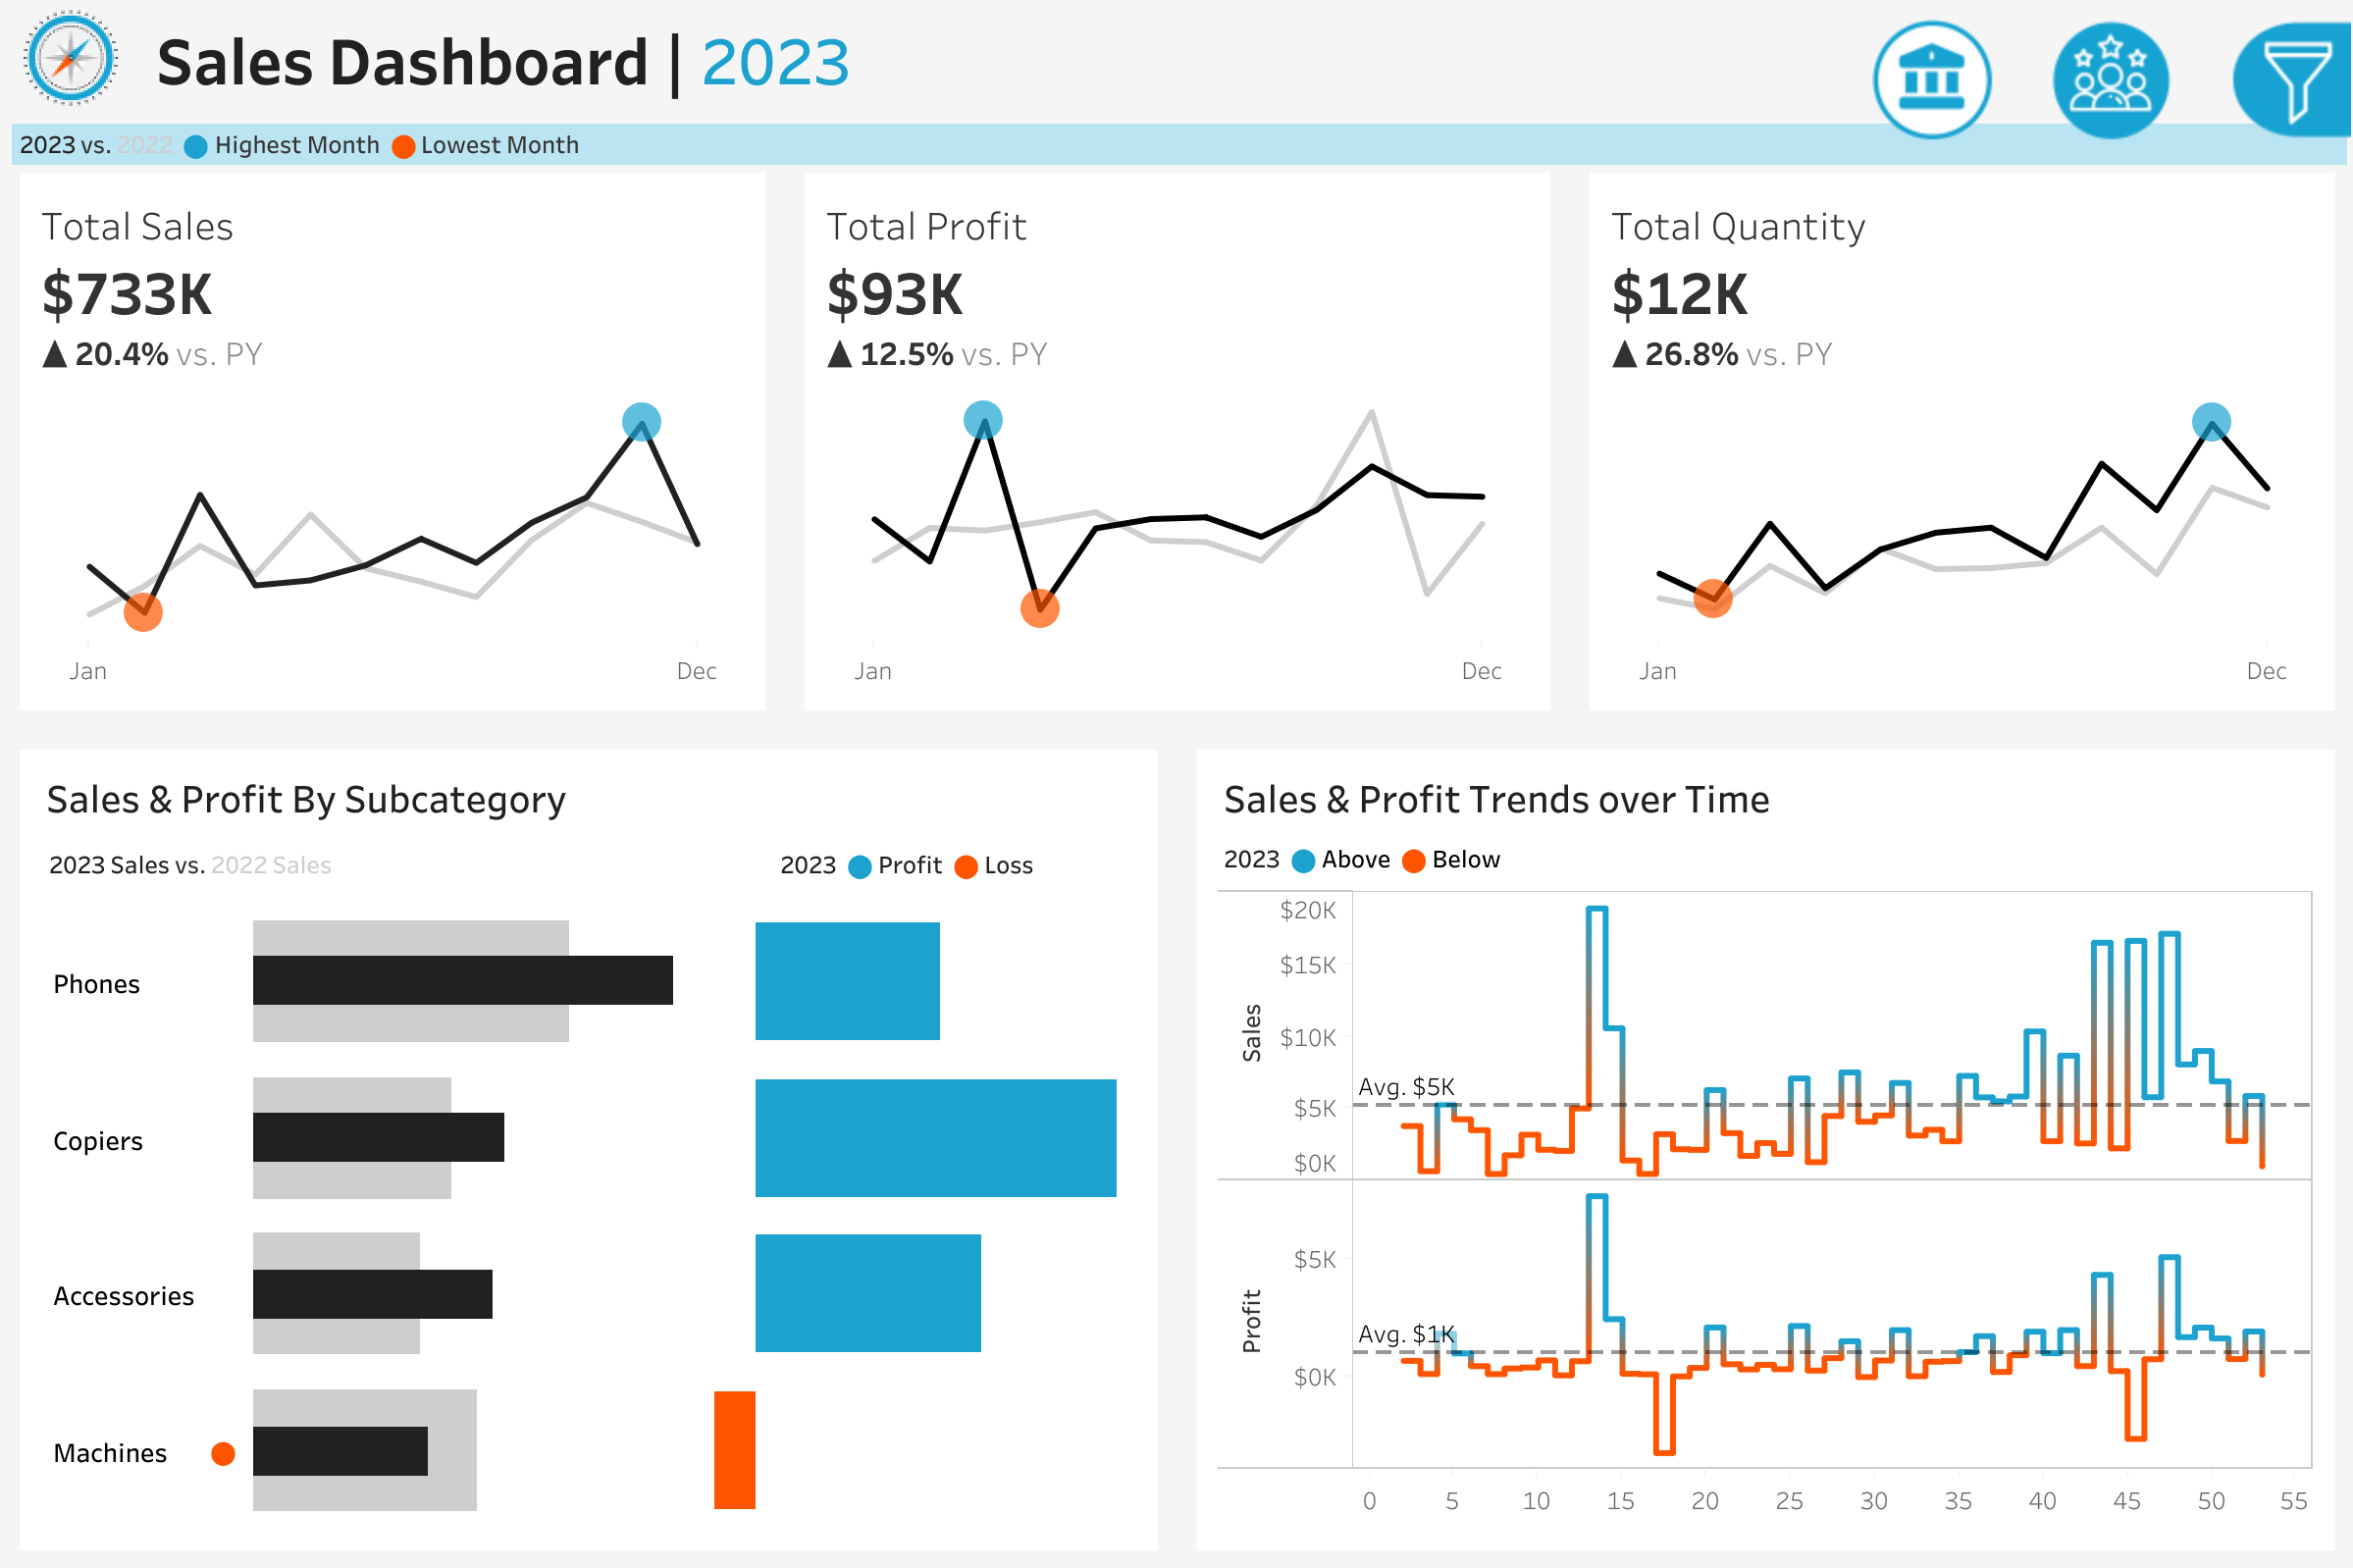 Sales Dashboard | 2023
2023 vs. 2022 Highest Month Lowest Month
Total Sales
$733K
▲ 20.4% vs. PY
Jan Dec
Total Profit
$93K
▲ 12.5% vs. PY
Jan Dec
Total Quantity
$12K
▲ 26.8% vs. PY
Jan Dec
Sales & Profit By Subcategory
2023 Sales vs. 2022 Sales
2023 Profit Loss
Phones
Copiers
Accessories
Machines
Sales & Profit Trends over Time
2023 Above Below
Sales
$20K
$15K
$10K
Avg. $5K
$5K
$0K
Profit
$5K
Avg. $1K
$0K
0 5 10 15 20 25 30 35 40 45 50 55